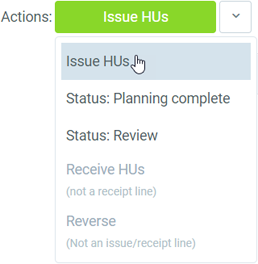 Actions: Issue HUs
Issue HUs
Status: Planning complete
Status: Review
Receive HUs
(not a receipt line)
Reverse
(Not an issue/receipt line)